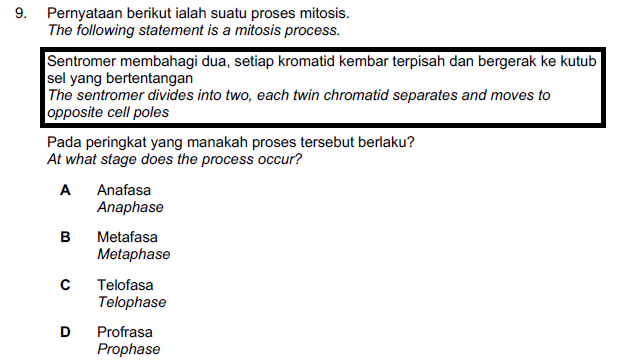 9. Pernyataan berikut ialah suatu proses mitosis.
The following statement is a mitosis process.
Sentromer membahagi dua, setiap kromatid kembar terpisah dan bergerak ke kutub
sel yang bertentangan
The sentromer divides into two, each twin chromatid separates and moves to
opposite cell poles
Pada peringkat yang manakah proses tersebut berlaku?
At what stage does the process occur?
A Anafasa
Anaphase
B Metafasa
Metaphase
C Telofasa
Telophase
D Profrasa
Prophase